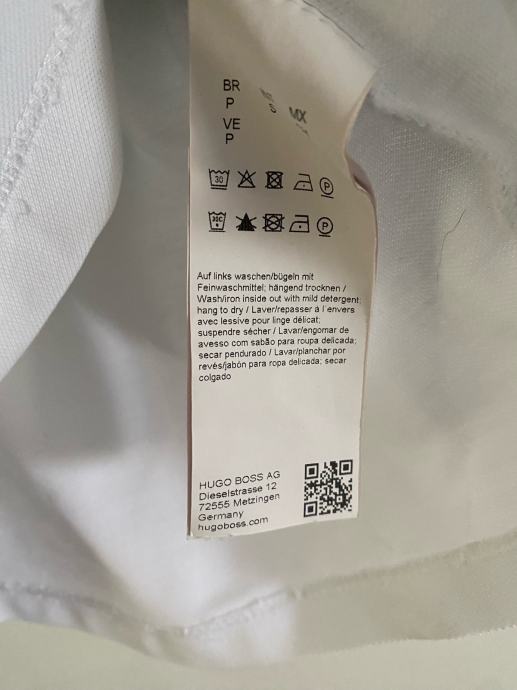 BR
P
MX
VE
P
30
30C
P
P
Auf links waschen/bügeln mit
Feinwaschmittel; hängend trocknen /
Wash/iron inside out with mild detergent;
hang to dry / Laver/repasser à l'envers
avec lessive pour linge délicat;
suspendre sécher / Lavar/engomar de
avesso com sabão para roupa delicada;
secar pendurado / Lavar/planchar por
revés/jabón para ropa delicada; secar
colgado
HUGO BOSS AG
Dieselstrasse 12
72555 Metzingen
Germany
hugoboss.com